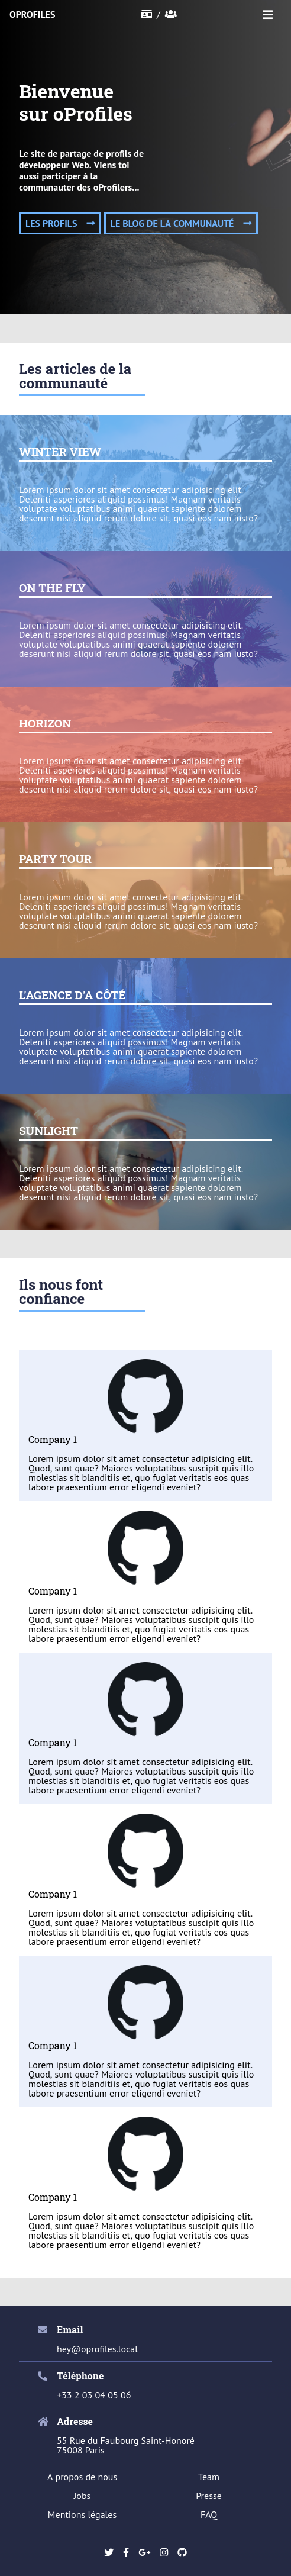 OPROFILES
/
Bienvenue
sur oProfiles
Le site de partage de profils de
développeur Web. Viens toi
aussi participer à la
communauter des oProfilers...
LES PROFILS
LE BLOG DE LA COMMUNAUTÉ
Les articles de la
communauté
WINTER VIEW
Lorem ipsum dolor sit amet consectetur adipisicing elit.
Deleniti asperiores aliquid possimus! Magnam veritatis
voluptate voluptatibus animi quaerat sapiente dolorem
deserunt nisi aliquid rerum dolore sit, quasi eos nam iusto?
ON THE FLY
Lorem ipsum dolor sit amet consectetur adipisicing elit.
Deleniti asperiores aliquid possimus! Magnam veritatis
voluptate voluptatibus animi quaerat sapiente dolorem
deserunt nisi aliquid rerum dolore sit, quasi eos nam iusto?
HORIZON
Lorem ipsum dolor sit amet consectetur adipisicing elit.
Deleniti asperiores aliquid possimus! Magnam veritatis
voluptate voluptatibus animi quaerat sapiente dolorem
deserunt nisi aliquid rerum dolore sit, quasi eos nam iusto?
PARTY TOUR
Lorem ipsum dolor sit amet consectetur adipisicing elit.
Deleniti asperiores aliquid possimus! Magnam veritatis
voluptate voluptatibus animi quaerat sapiente dolorem
deserunt nisi aliquid rerum dolore sit, quasi eos nam iusto?
L'AGENCE D'A CÔTÉ
Lorem ipsum dolor sit amet consectetur adipisicing elit.
Deleniti asperiores aliquid possimus! Magnam veritatis
voluptate voluptatibus animi quaerat sapiente dolorem
deserunt nisi aliquid rerum dolore sit, quasi eos nam iusto?
SUNLIGHT
Lorem ipsum dolor sit amet consectetur adipisicing elit.
Deleniti asperiores aliquid possimus! Magnam veritatis
voluptate voluptatibus animi quaerat sapiente dolorem
deserunt nisi aliquid rerum dolore sit, quasi eos nam iusto?
Ils nous font
confiance
Company 1
Lorem ipsum dolor sit amet consectetur adipisicing elit.
Quod, sunt quae? Maiores voluptatibus suscipit quis illo
molestias sit blanditiis et, quo fugiat veritatis eos quas
labore praesentium error eligendi eveniet?
Company 1
Lorem ipsum dolor sit amet consectetur adipisicing elit.
Quod, sunt quae? Maiores voluptatibus suscipit quis illo
molestias sit blanditiis et, quo fugiat veritatis eos quas
labore praesentium error eligendi eveniet?
Company 1
Lorem ipsum dolor sit amet consectetur adipisicing elit.
Quod, sunt quae? Maiores voluptatibus suscipit quis illo
molestias sit blanditiis et, quo fugiat veritatis eos quas
labore praesentium error eligendi eveniet?
Company 1
Lorem ipsum dolor sit amet consectetur adipisicing elit.
Quod, sunt quae? Maiores voluptatibus suscipit quis illo
molestias sit blanditiis et, quo fugiat veritatis eos quas
labore praesentium error eligendi eveniet?
Company 1
Lorem ipsum dolor sit amet consectetur adipisicing elit.
Quod, sunt quae? Maiores voluptatibus suscipit quis illo
molestias sit blanditiis et, quo fugiat veritatis eos quas
labore praesentium error eligendi eveniet?
Company 1
Lorem ipsum dolor sit amet consectetur adipisicing elit.
Quod, sunt quae? Maiores voluptatibus suscipit quis illo
molestias sit blanditiis et, quo fugiat veritatis eos quas
labore praesentium error eligendi eveniet?
Email
hey@oprofiles.local
Téléphone
+33 2 03 04 05 06
Adresse
55 Rue du Faubourg Saint-Honoré
75008 Paris
A propos de nous
Team
Jobs
Presse
Mentions légales
FAQ